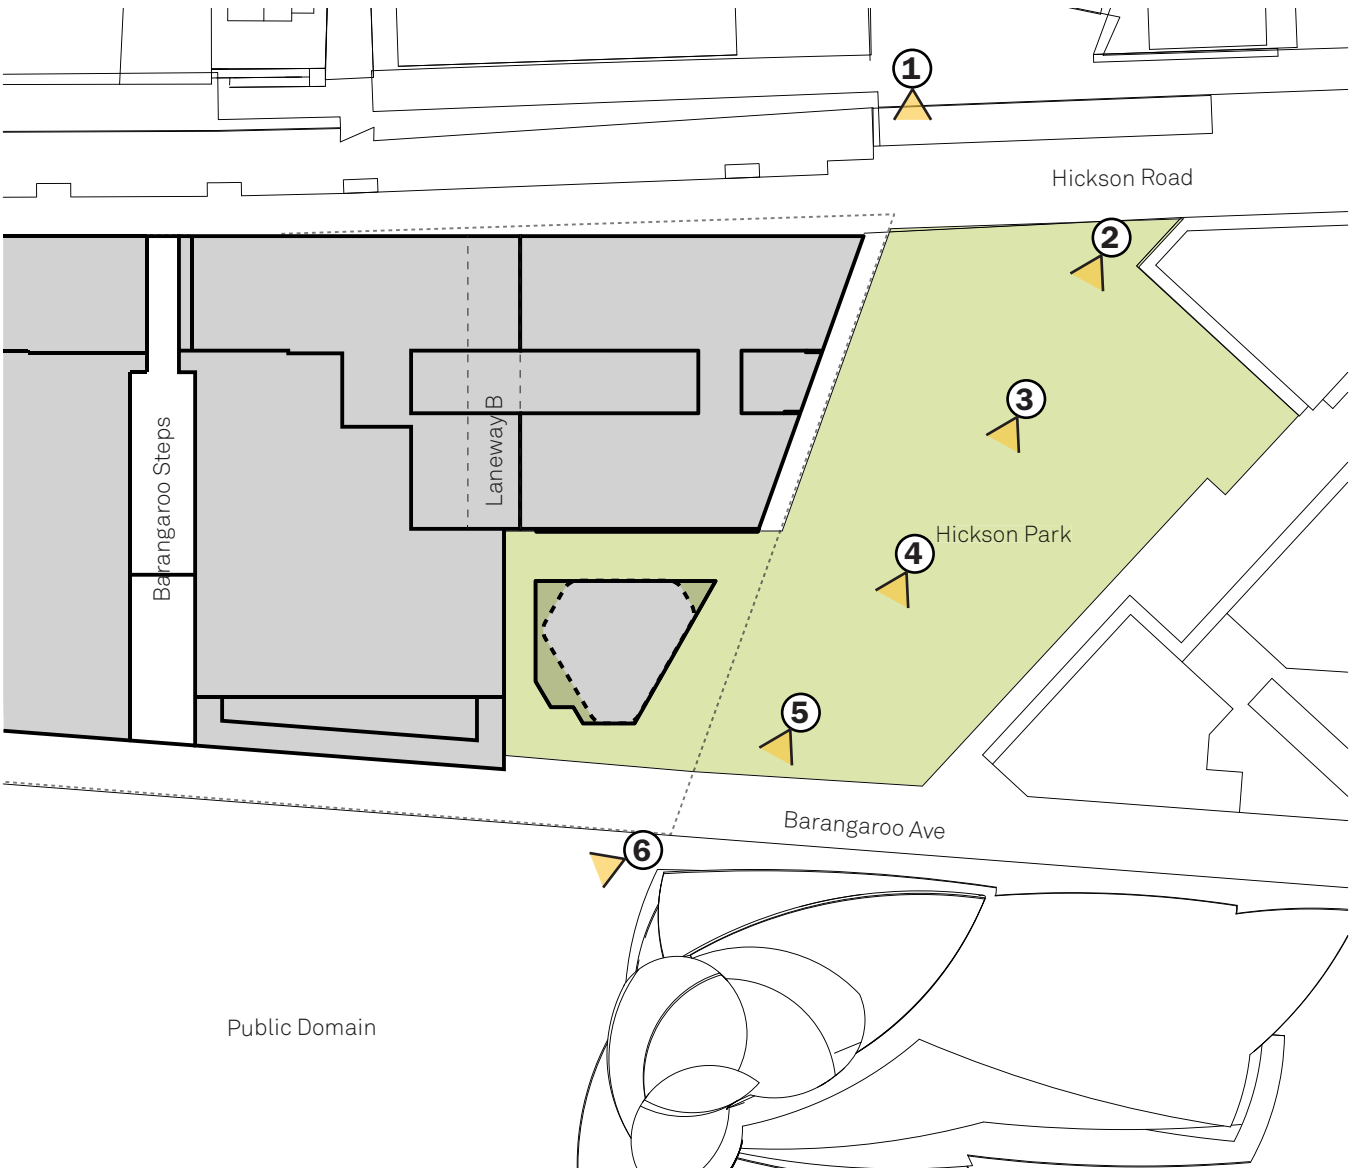 1
Hickson Road
2
3
Laneway B
Barangaroo Steps
Hickson Park
4
5
Barangaroo Ave
6
Public Domain